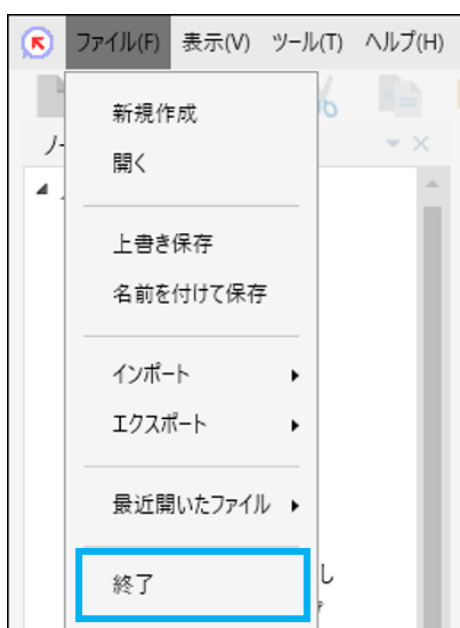 ファイル(F) 表示(V) ツール(T) ヘルプ(H)
新規作成
開く
上書き保存
名前を付けて保存
インポート
エクスポート
最近開いたファイル
終了